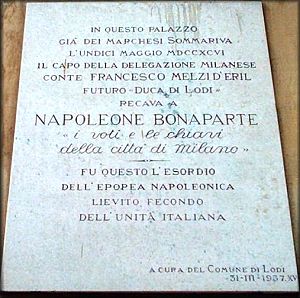 IN QUESTO PALAZZO
GIÀ DEI MARCHESI SOMMARIVA
L'UNDICI MAGGIO MDCCXCVI
IL CAPO DELLA DELEGAZIONE MILANESE
CONTE FRANCESCO MELZI D'ERIL
FUTURO «DUCA DI LODI»
RECAVA A
NAPOLEONE BONAPARTE
«i voti e le chiavi
della città di Milano»
FU QUESTO L'ESORDIO
DELL'EPOPEA NAPOLEONICA
LIEVITO FECONDO
DELL'UNITÀ ITALIANA
A CURA DEL COMUNE DI LODI
-31-III-1937.XV